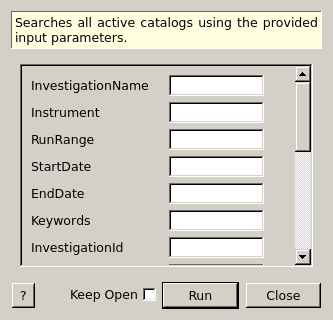 Searches all active catalogs using the provided
input parameters.
InvestigationName
Instrument
RunRange
StartDate
EndDate
Keywords
InvestigationId
? Keep Open Run Close